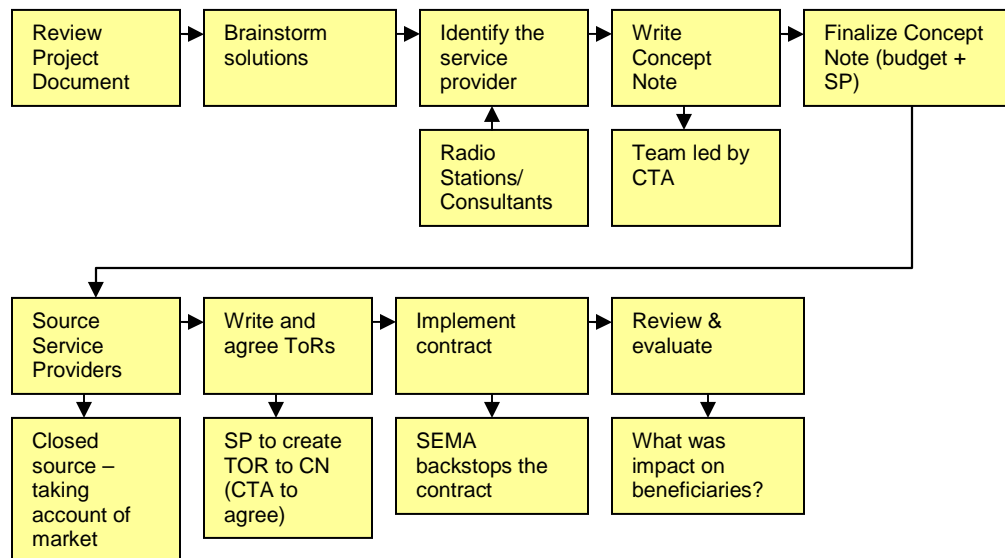 Review
Project
Document
Brainstorm
solutions
Identify the
service
provider
Write
Concept
Note
Finalize Concept
Note (budget +
SP)
Radio
Stations/
Consultants
Team led by
CTA
Source
Service
Providers
Write and
agree ToRs
Implement
contract
Review &
evaluate
Closed
source –
taking
account of
market
SP to create
TOR to CN
(CTA to
agree)
SEMA
backstops the
contract
What was
impact on
beneficiaries?